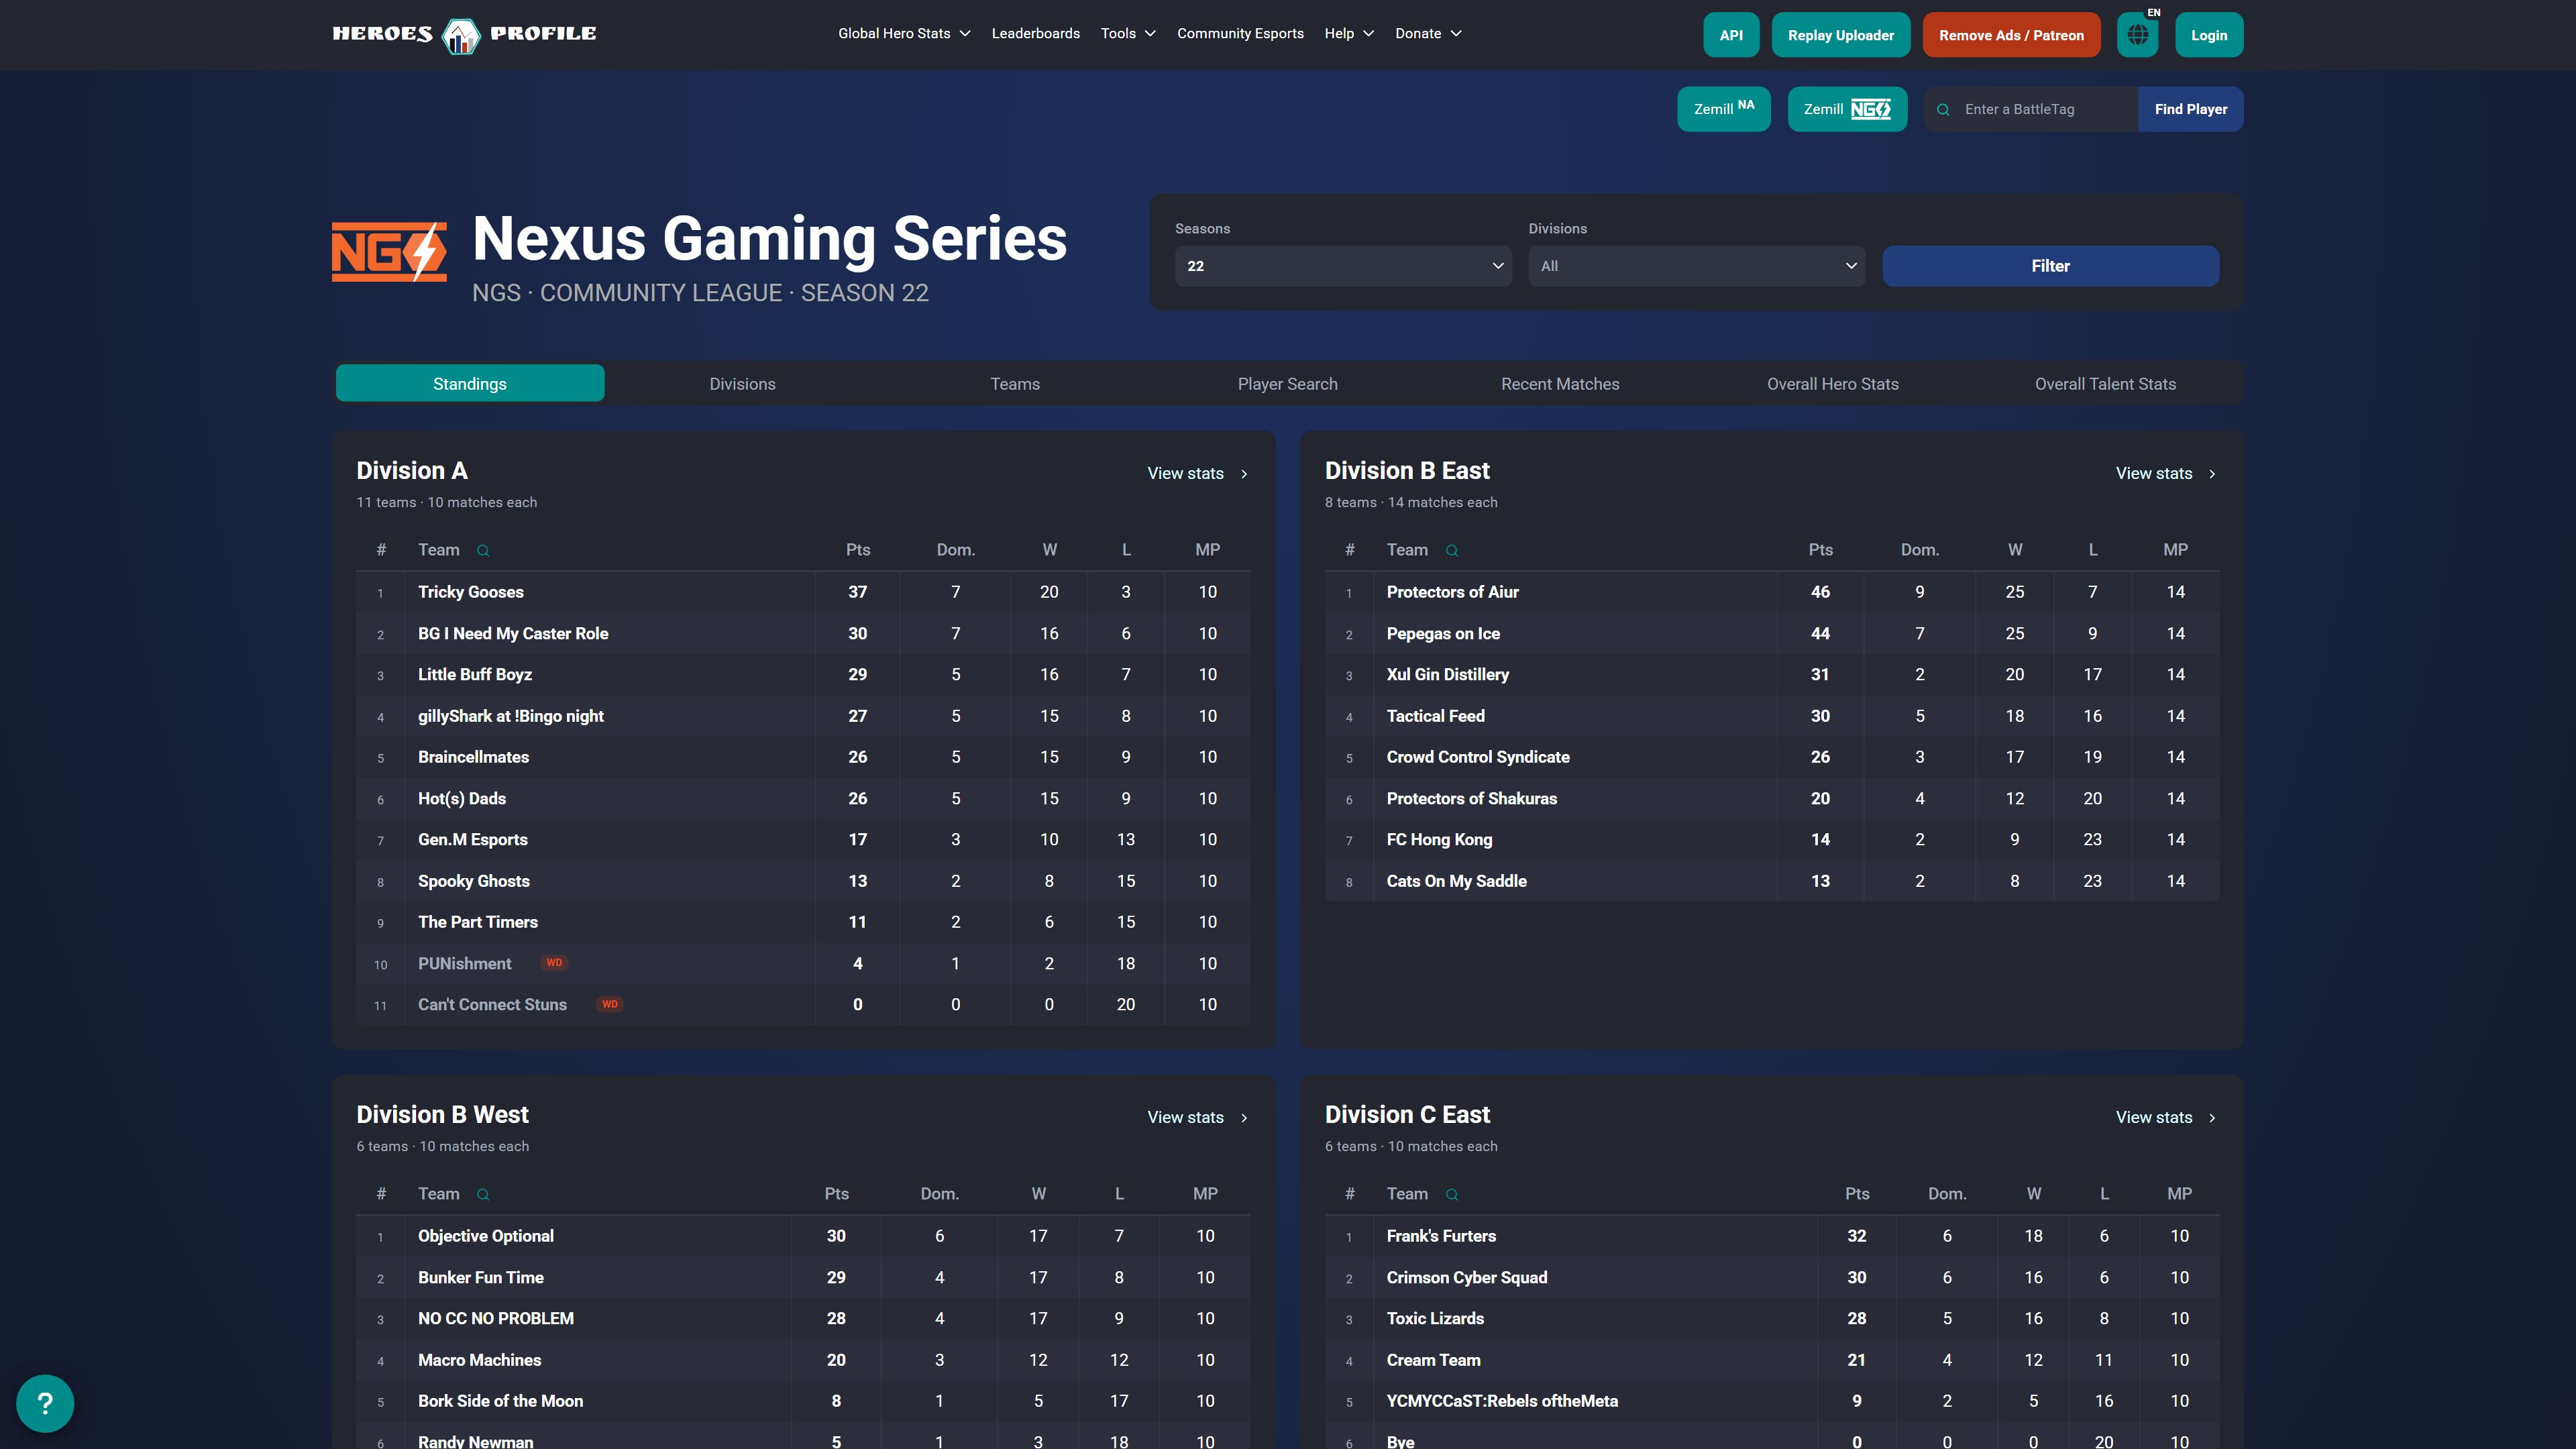 HEROES PROFILE
Global Hero Stats Leaderboards Tools Community Esports Help Donate
API Replay Uploader Remove Ads / Patreon EN Login
Zemill NA Zemill NGS Enter a BattleTag Find Player
NGS Nexus Gaming Series
NGS · COMMUNITY LEAGUE · SEASON 22
Seasons Divisions
22 All Filter
Standings Divisions Teams Player Search Recent Matches Overall Hero Stats Overall Talent Stats
Division A View stats
11 teams · 10 matches each
# Team Pts Dom. W L MP
1 Tricky Gooses 37 7 20 3 10
2 BG I Need My Caster Role 30 7 16 6 10
3 Little Buff Boyz 29 5 16 7 10
4 gillyShark at !Bingo night 27 5 15 8 10
5 Braincellmates 26 5 15 9 10
6 Hot(s) Dads 26 5 15 9 10
7 Gen.M Esports 17 3 10 13 10
8 Spooky Ghosts 13 2 8 15 10
9 The Part Timers 11 2 6 15 10
10 PUNishment WD 4 1 2 18 10
11 Can't Connect Stuns WD 0 0 0 20 10
Division B East View stats
8 teams · 14 matches each
# Team Pts Dom. W L MP
1 Protectors of Aiur 46 9 25 7 14
2 Pepegas on Ice 44 7 25 9 14
3 Xul Gin Distillery 31 2 20 17 14
4 Tactical Feed 30 5 18 16 14
5 Crowd Control Syndicate 26 3 17 19 14
6 Protectors of Shakuras 20 4 12 20 14
7 FC Hong Kong 14 2 9 23 14
8 Cats On My Saddle 13 2 8 23 14
Division B West View stats
6 teams · 10 matches each
# Team Pts Dom. W L MP
1 Objective Optional 30 6 17 7 10
2 Bunker Fun Time 29 4 17 8 10
3 NO CC NO PROBLEM 28 4 17 9 10
4 Macro Machines 20 3 12 12 10
5 Bork Side of the Moon 8 1 5 17 10
6 Randy Newman 5 1 3 18 10
Division C East View stats
6 teams · 10 matches each
# Team Pts Dom. W L MP
1 Frank's Furters 32 6 18 6 10
2 Crimson Cyber Squad 30 6 16 6 10
3 Toxic Lizards 28 5 16 8 10
4 Cream Team 21 4 12 11 10
5 YCMYCCaST:Rebels oftheMeta 9 2 5 16 10
6 Bye 0 0 0 20 10
?